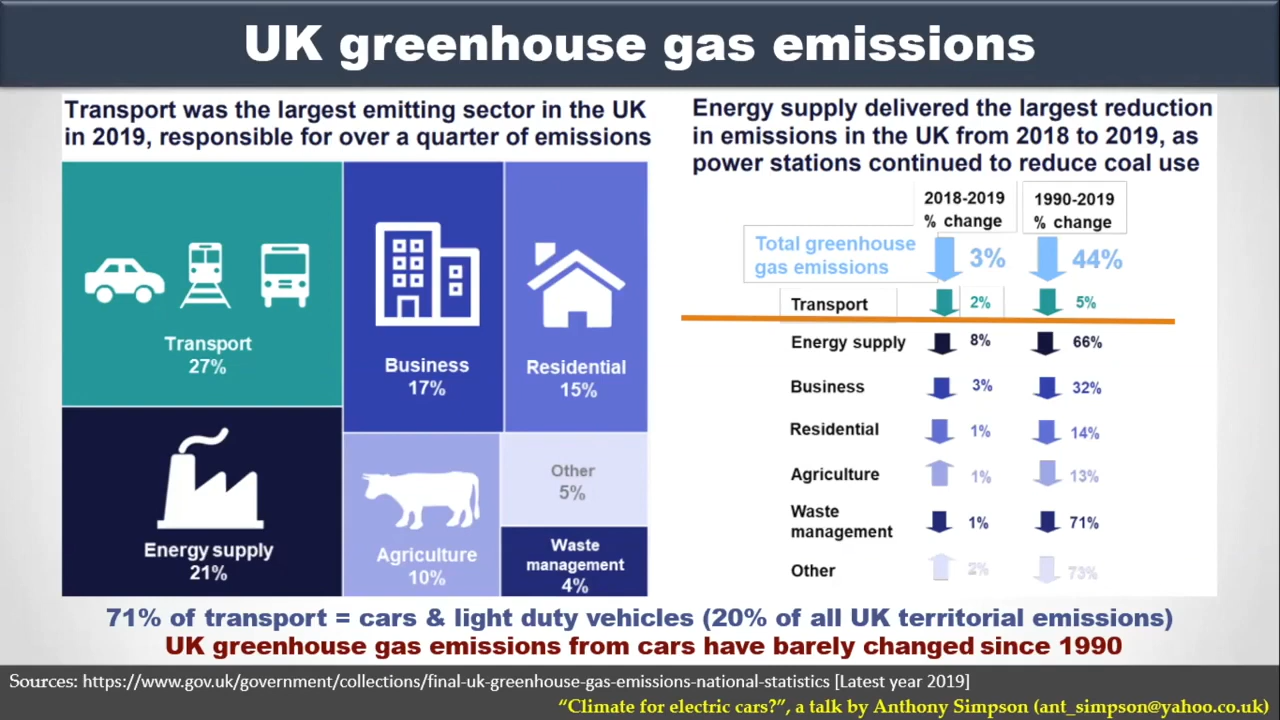 UK greenhouse gas emissions
Transport was the largest emitting sector in the UK
in 2019, responsible for over a quarter of emissions
Transport
27%
Business
17%
Residential
15%
Energy supply
21%
Agriculture
10%
Other
5%
Waste
management
4%
Energy supply delivered the largest reduction
in emissions in the UK from 2018 to 2019, as
power stations continued to reduce coal use
2018-2019
% change
1990-2019
% change
Total greenhouse
gas emissions
3%
44%
Transport 2% 5%
Energy supply 8% 66%
Business 3% 32%
Residential 1% 14%
Agriculture 1% 13%
Waste
management 1% 71%
Other 2% 73%
71% of transport = cars & light duty vehicles (20% of all UK territorial emissions)
UK greenhouse gas emissions from cars have barely changed since 1990
Sources: https://www.gov.uk/government/collections/final-uk-greenhouse-gas-emissions-national-statistics [Latest year 2019]
“Climate for electric cars?”, a talk by Anthony Simpson (ant_simpson@yahoo.co.uk)